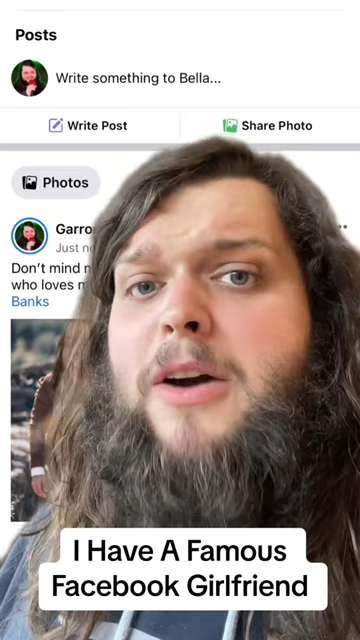 Posts
Write something to Bella...
Write Post
Share Photo
Photos
Garro
Just
Don't mind
who loves
Banks
I Have A Famous
Facebook Girlfriend